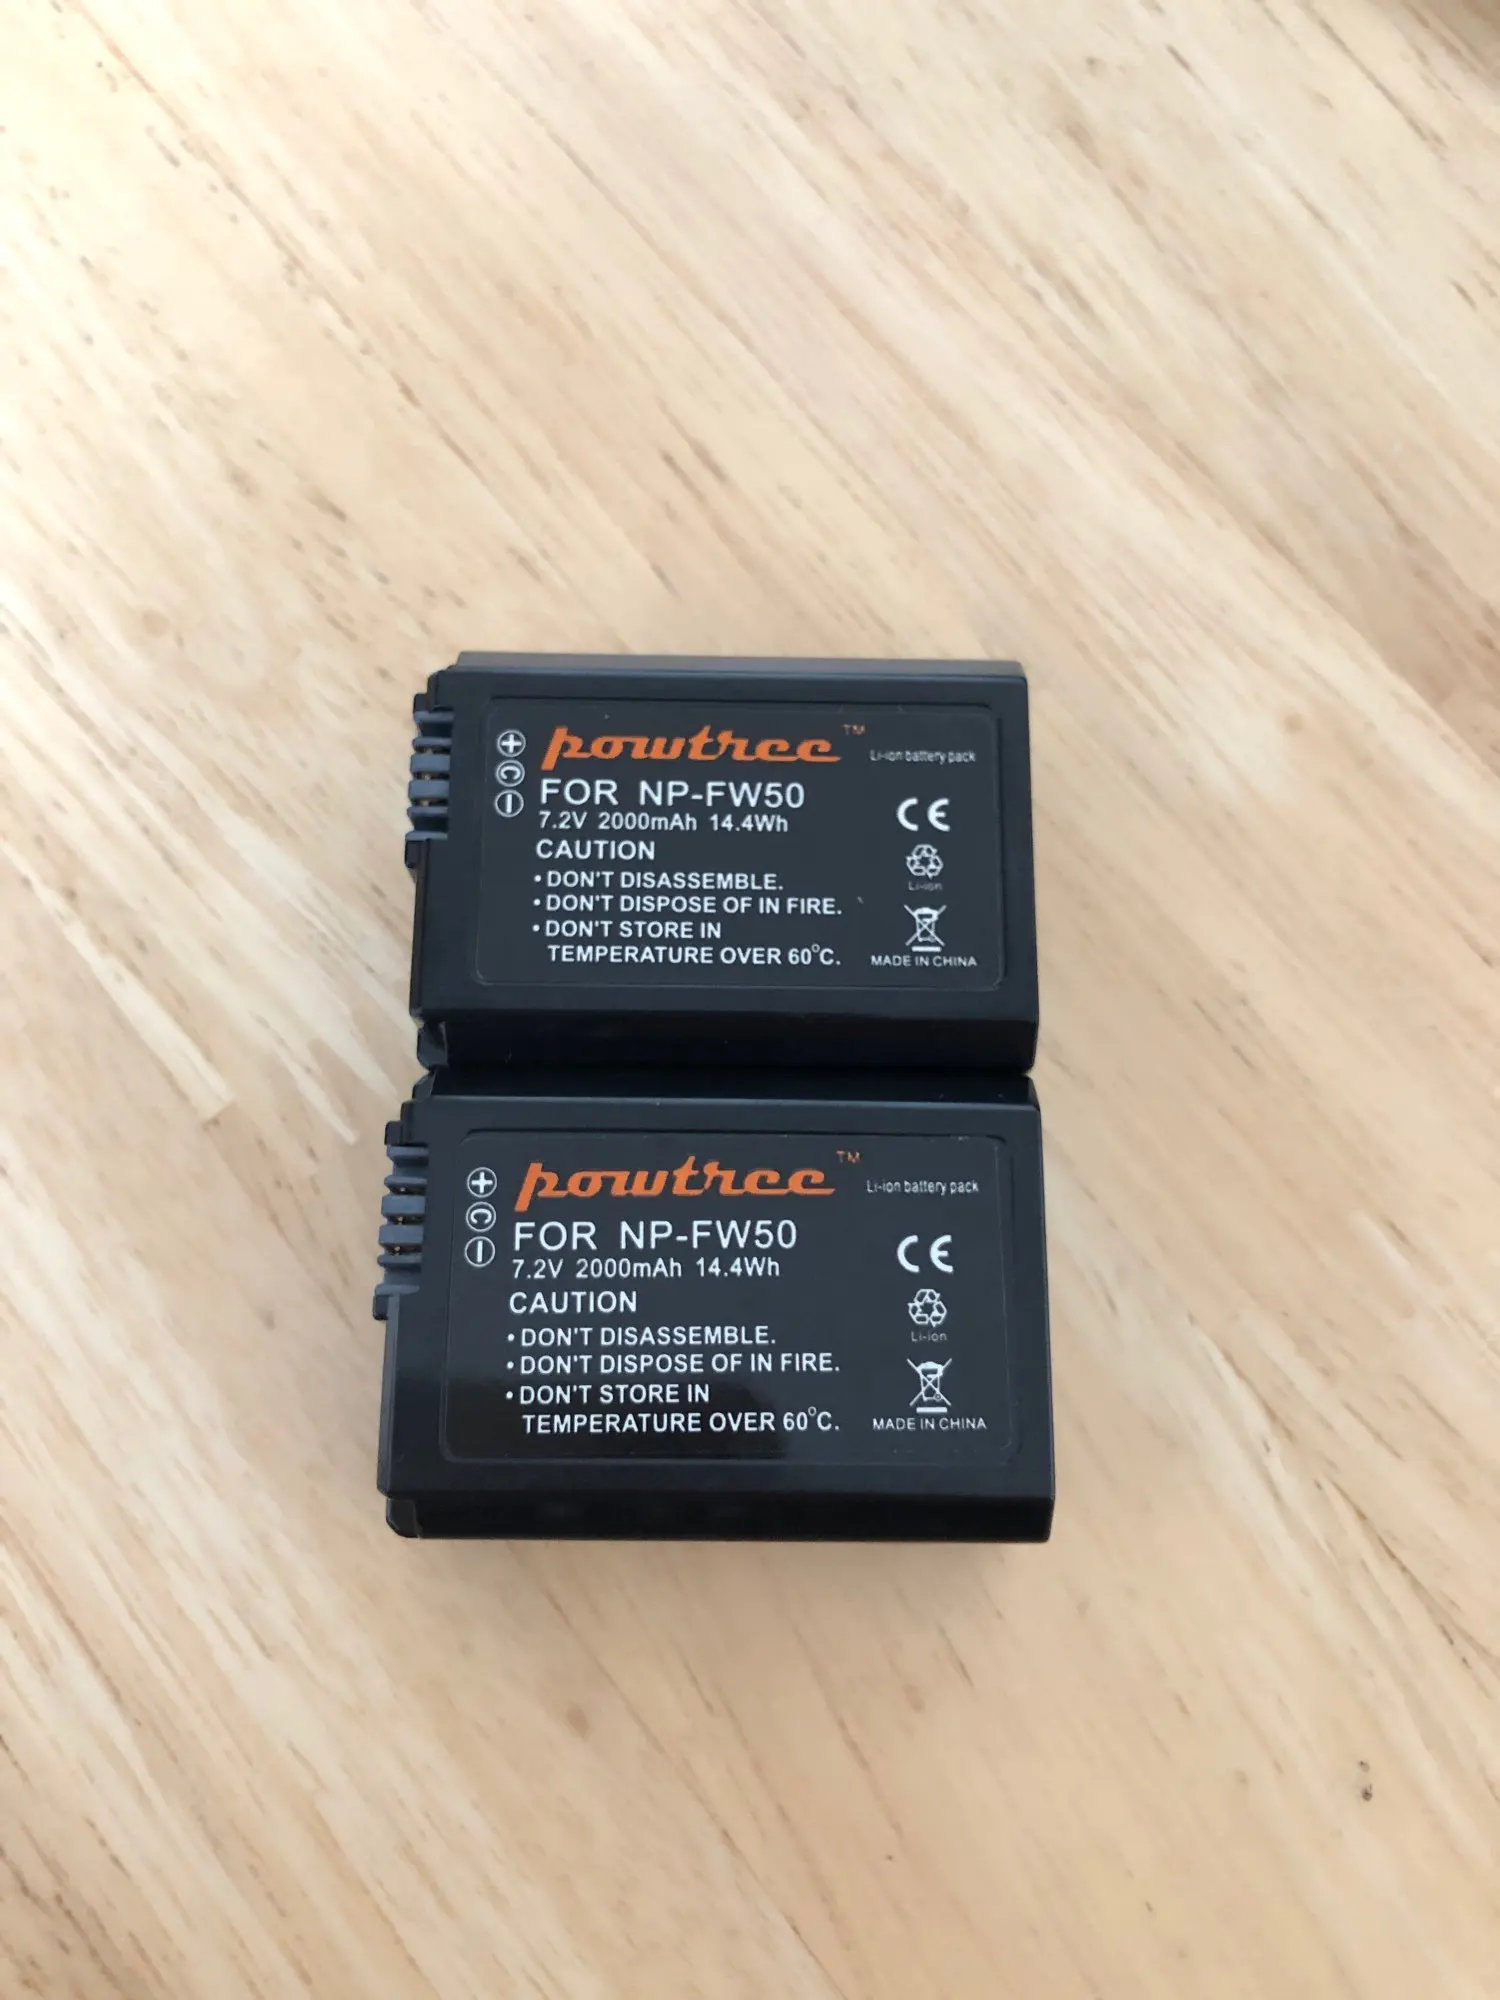 powtree™ Li-ion battery pack
FOR NP-FW50
7.2V 2000mAh 14.4Wh
CAUTION
• DON'T DISASSEMBLE.
• DON'T DISPOSE OF IN FIRE.
• DON'T STORE IN
TEMPERATURE OVER 60°C.
+
C
−
CE
Li-ion
MADE IN CHINA
powtree™ Li-ion battery pack
FOR NP-FW50
7.2V 2000mAh 14.4Wh
CAUTION
• DON'T DISASSEMBLE.
• DON'T DISPOSE OF IN FIRE.
• DON'T STORE IN
TEMPERATURE OVER 60°C.
+
C
−
CE
Li-ion
MADE IN CHINA